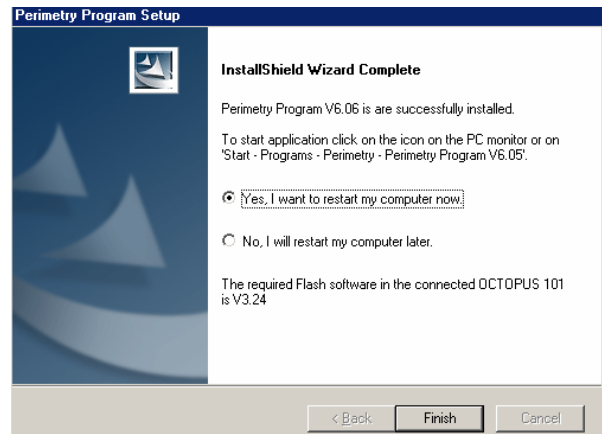 Perimetry Program Setup
InstallShield Wizard Complete
Perimetry Program V6.06 is are successfully installed.
To start application click on the icon on the PC monitor or on
'Start - Programs - Perimetry - Perimetry Program V6.05'.
Yes, I want to restart my computer now.
No, I will restart my computer later.
The required Flash software in the connected OCTOPUS 101
is V3.24
< Back Finish Cancel